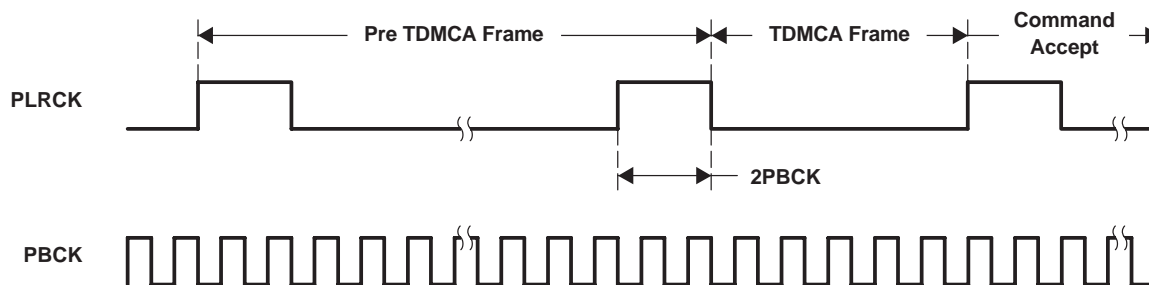 Pre TDMCA Frame
TDMCA Frame
Command
Accept
PLRCK
2PBCK
PBCK